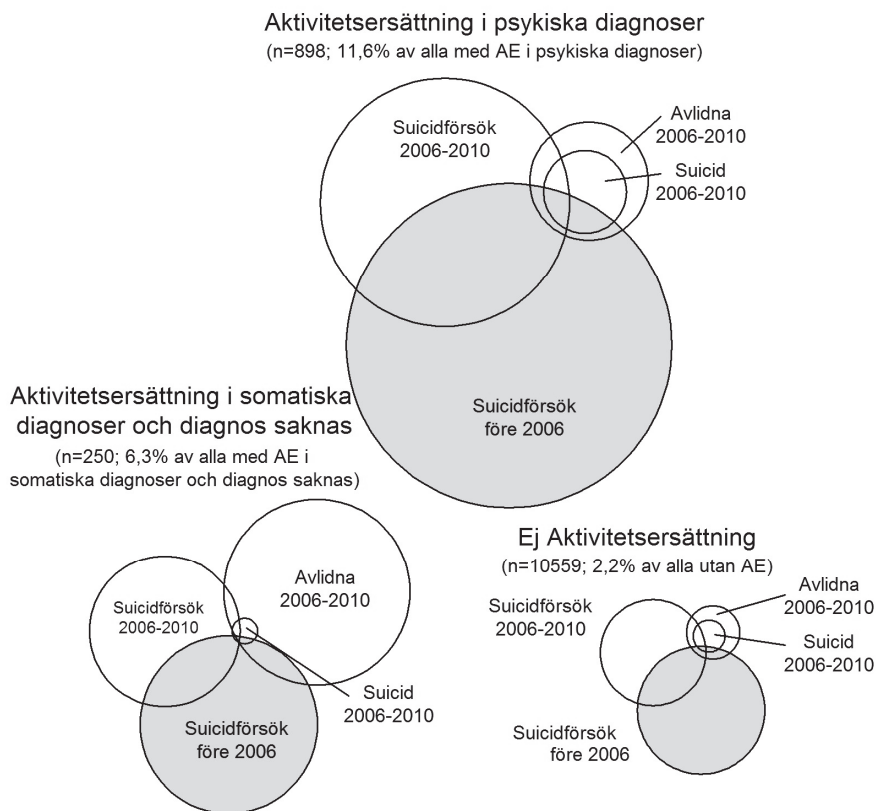 Aktivitetsersättning i psykiska diagnoser
(n=898; 11,6% av alla med AE i psykiska diagnoser)
Suicidförsök
2006-2010
Avlidna
2006-2010
Suicid
2006-2010
Suicidförsök
före 2006
Aktivitetsersättning i somatiska
diagnoser och diagnos saknas
(n=250; 6,3% av alla med AE i
somatiska diagnoser och diagnos saknas)
Suicidförsök
2006-2010
Avlidna
2006-2010
Suicid
2006-2010
Suicidförsök
före 2006
Ej Aktivitetsersättning
(n=10559; 2,2% av alla utan AE)
Suicidförsök
2006-2010
Avlidna
2006-2010
Suicid
2006-2010
Suicidförsök
före 2006